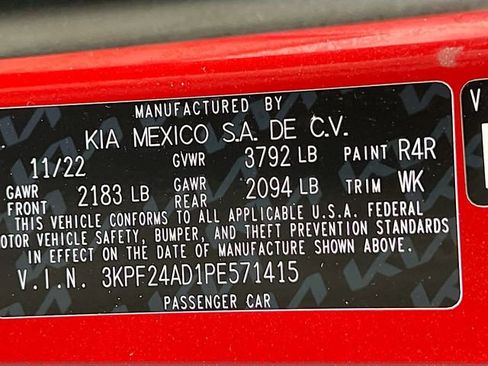 MANUFACTURED BY
KIA MEXICO S.A. DE C.V.
11/22 GVWR 3792 LB PAINT R4R
GAWR FRONT 2183 LB GAWR REAR 2094 LB TRIM WK
THIS VEHICLE CONFORMS TO ALL APPLICABLE U.S.A. FEDERAL
MOTOR VEHICLE SAFETY, BUMPER, AND THEFT PREVENTION STANDARDS
IN EFFECT ON THE DATE OF MANUFACTURE SHOWN ABOVE.
V.I.N. 3KPF24AD1PE571415
PASSENGER CAR
V